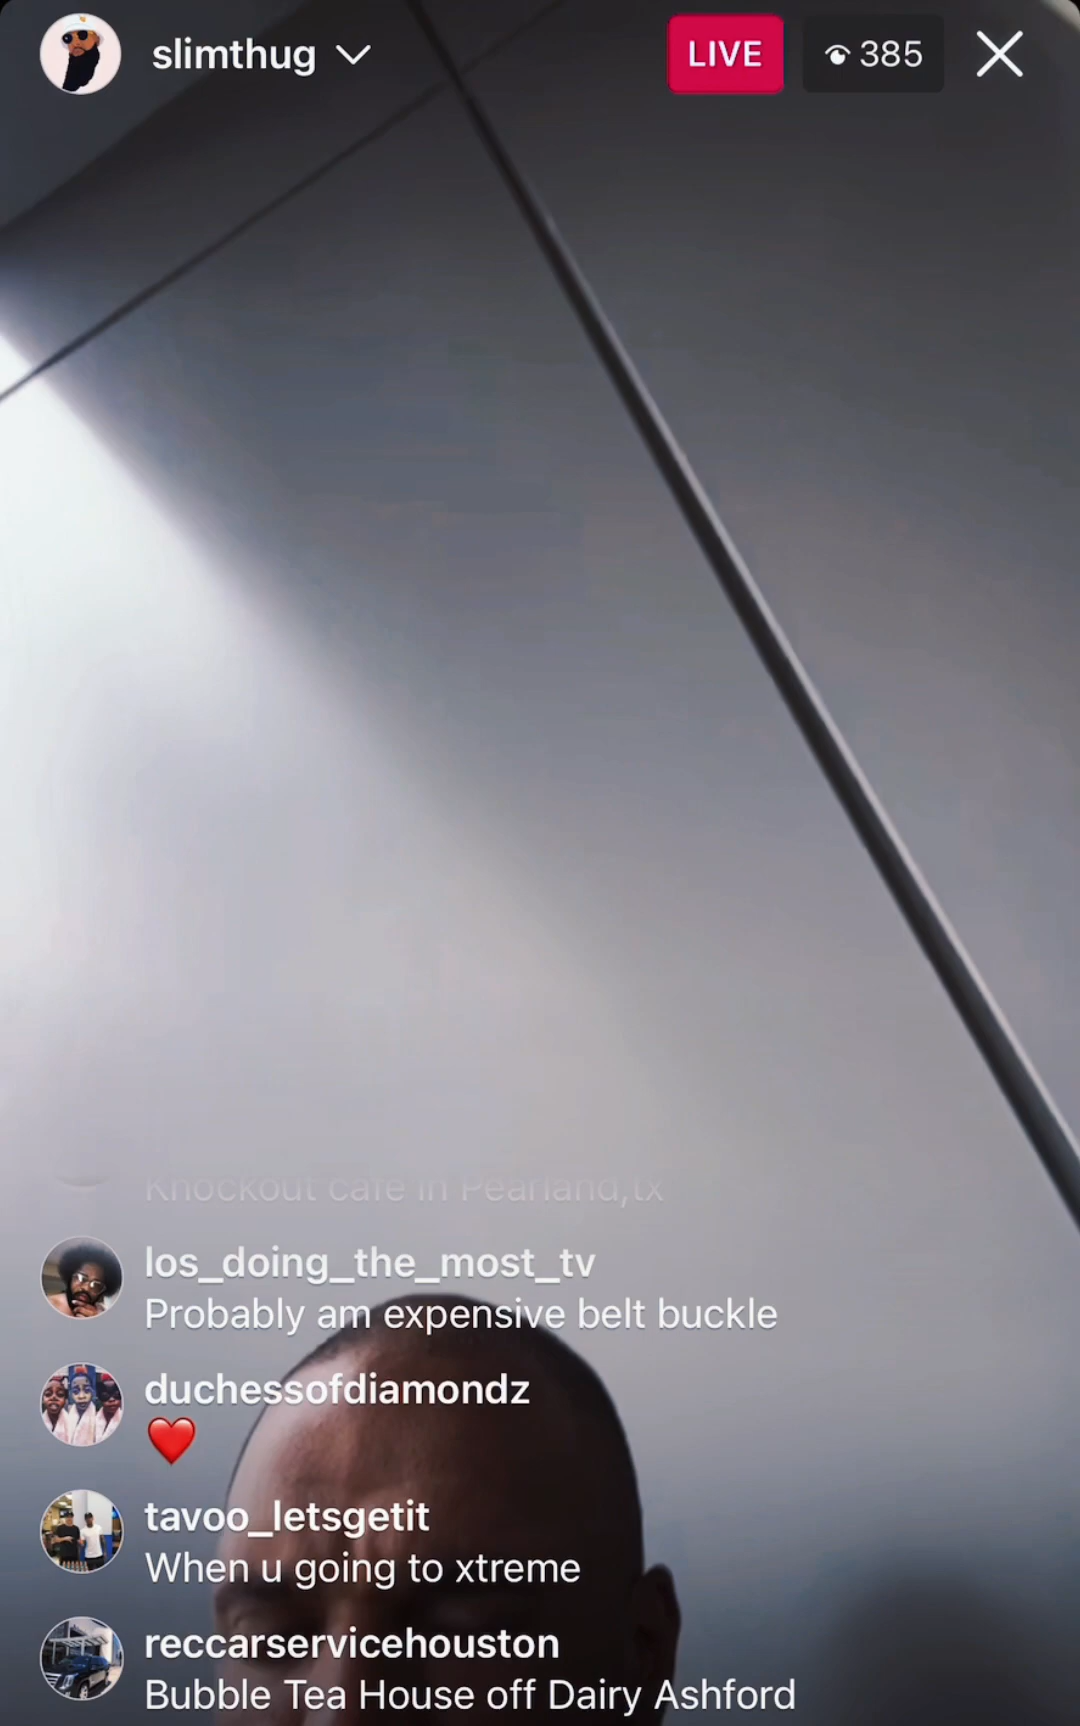 slimthug
LIVE
385
Knockout cafe in Pearland,tx
los_doing_the_most_tv
Probably am expensive belt buckle
duchessofdiamondz
❤️
tavoo_letsgetit
When u going to xtreme
reccarservicehouston
Bubble Tea House off Dairy Ashford